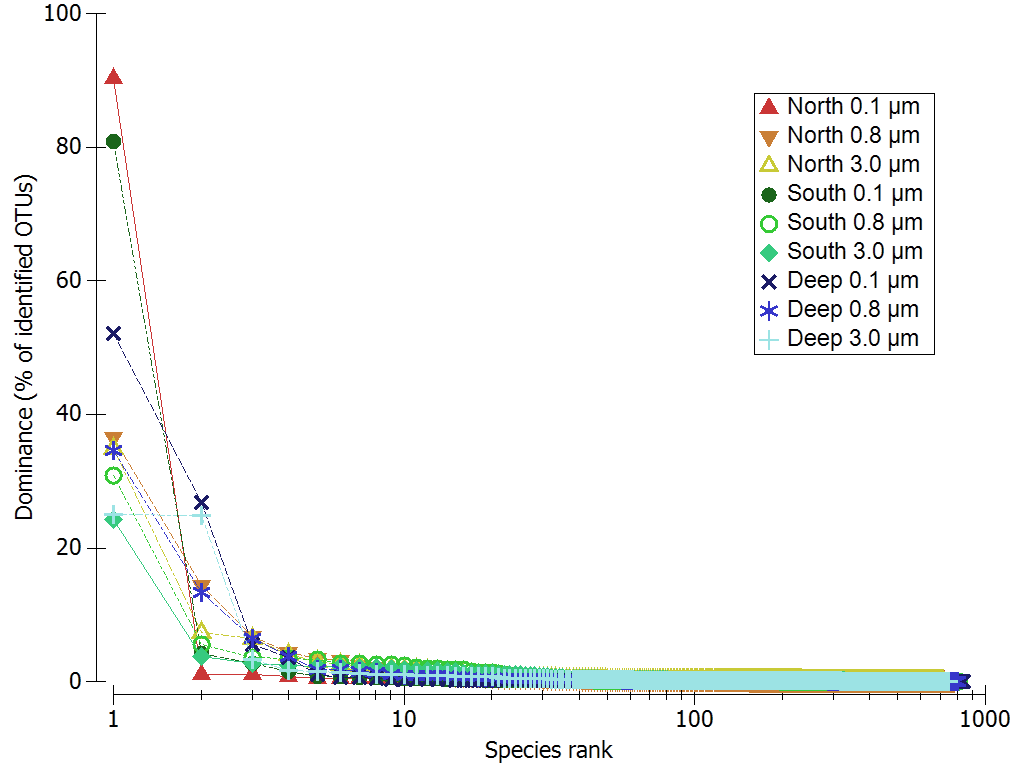 100
80
60
40
20
0
Dominance (% of identified OTUs)
North 0.1 µm
North 0.8 µm
North 3.0 µm
South 0.1 µm
South 0.8 µm
South 3.0 µm
Deep 0.1 µm
Deep 0.8 µm
Deep 3.0 µm
1 10 100 1000
Species rank